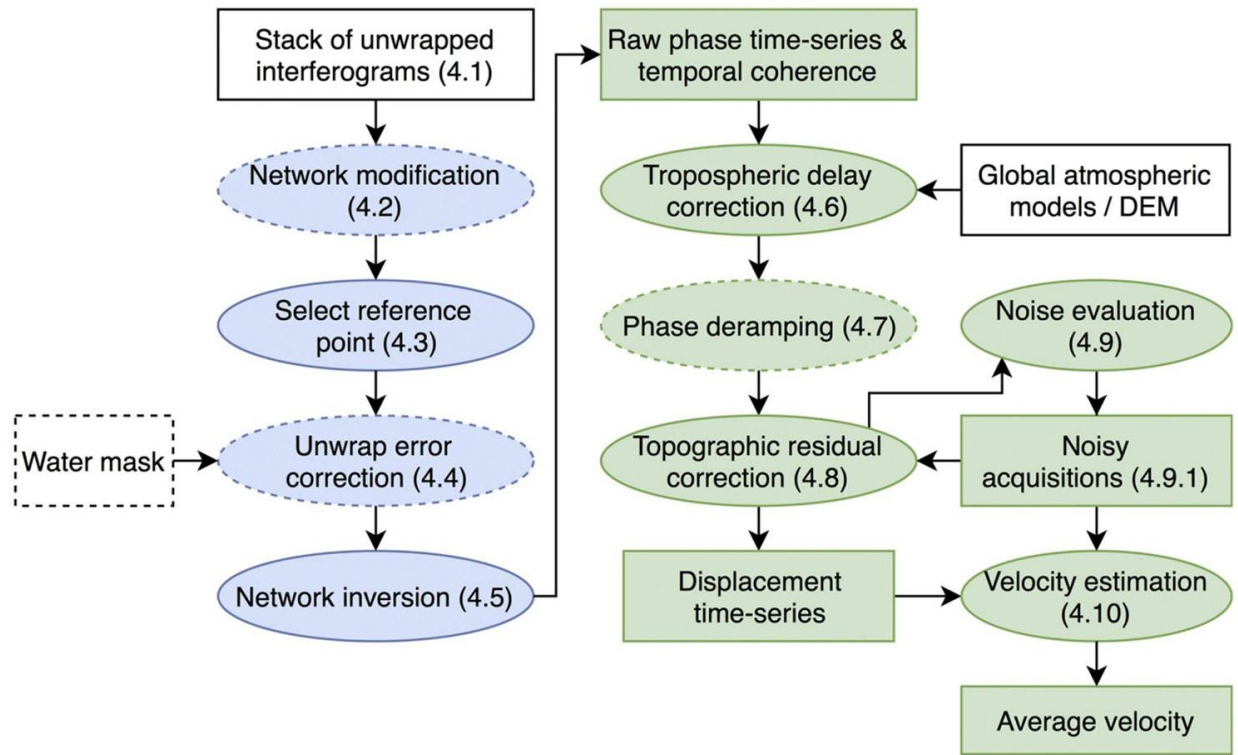 Stack of unwrapped
interferograms (4.1)
Network modification
(4.2)
Select reference
point (4.3)
Water mask
Unwrap error
correction (4.4)
Network inversion (4.5)
Raw phase time-series &
temporal coherence
Tropospheric delay
correction (4.6)
Global atmospheric
models / DEM
Phase deramping (4.7)
Noise evaluation
(4.9)
Topographic residual
correction (4.8)
Noisy
acquisitions (4.9.1)
Displacement
time-series
Velocity estimation
(4.10)
Average velocity